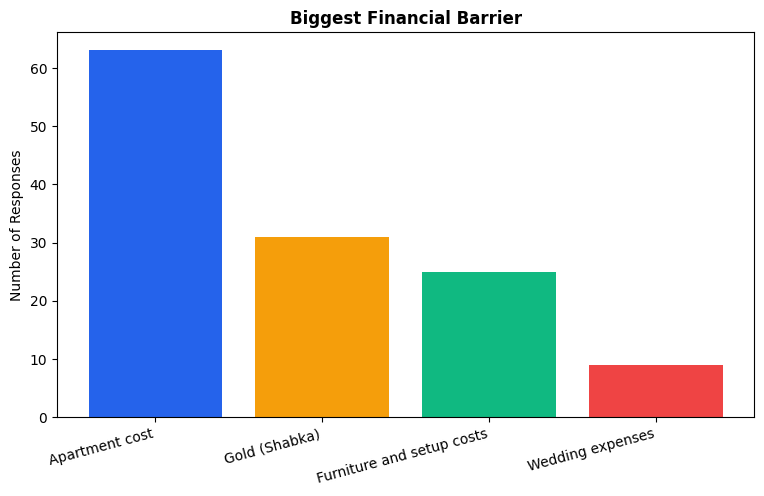 Biggest Financial Barrier
Number of Responses
60
50
40
30
20
10
0
Apartment cost
Gold (Shabka)
Furniture and setup costs
Wedding expenses